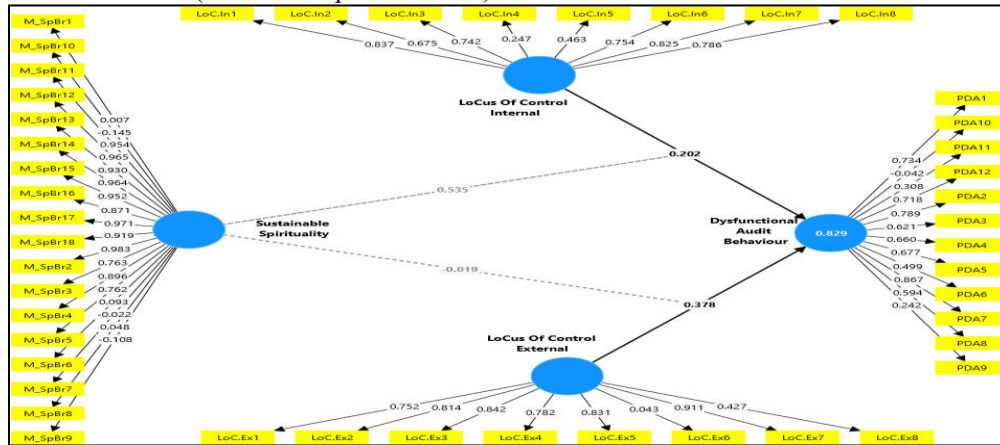 LoC.In1
LoC.In2
LoC.In3
LoC.In4
LoC.In5
LoC.In6
LoC.In7
LoC.In8
0.837
0.675
0.742
0.247
0.463
0.754
0.825
0.786
LoCus Of Control
Internal
M_SpBr1
M_SpBr10
M_SpBr11
M_SpBr12
M_SpBr13
M_SpBr14
M_SpBr15
M_SpBr16
M_SpBr17
M_SpBr18
M_SpBr2
M_SpBr3
M_SpBr4
M_SpBr5
M_SpBr6
M_SpBr7
M_SpBr8
M_SpBr9
0.007
-0.145
0.954
0.965
0.930
0.964
0.952
0.871
0.971
0.919
0.983
0.763
0.896
0.762
0.093
-0.022
0.048
-0.108
Sustainable
Spirituality
0.535
-0.019
0.202
0.378
Dysfunctional
Audit
Behaviour
0.829
0.734
-0.042
0.308
0.718
0.789
0.621
0.660
0.677
0.499
0.867
0.594
0.242
PDA1
PDA10
PDA11
PDA12
PDA2
PDA3
PDA4
PDA5
PDA6
PDA7
PDA8
PDA9
LoCus Of Control
External
0.752
0.814
0.842
0.782
0.831
0.043
0.911
0.427
LoC.Ex1
LoC.Ex2
LoC.Ex3
LoC.Ex4
LoC.Ex5
LoC.Ex6
LoC.Ex7
LoC.Ex8